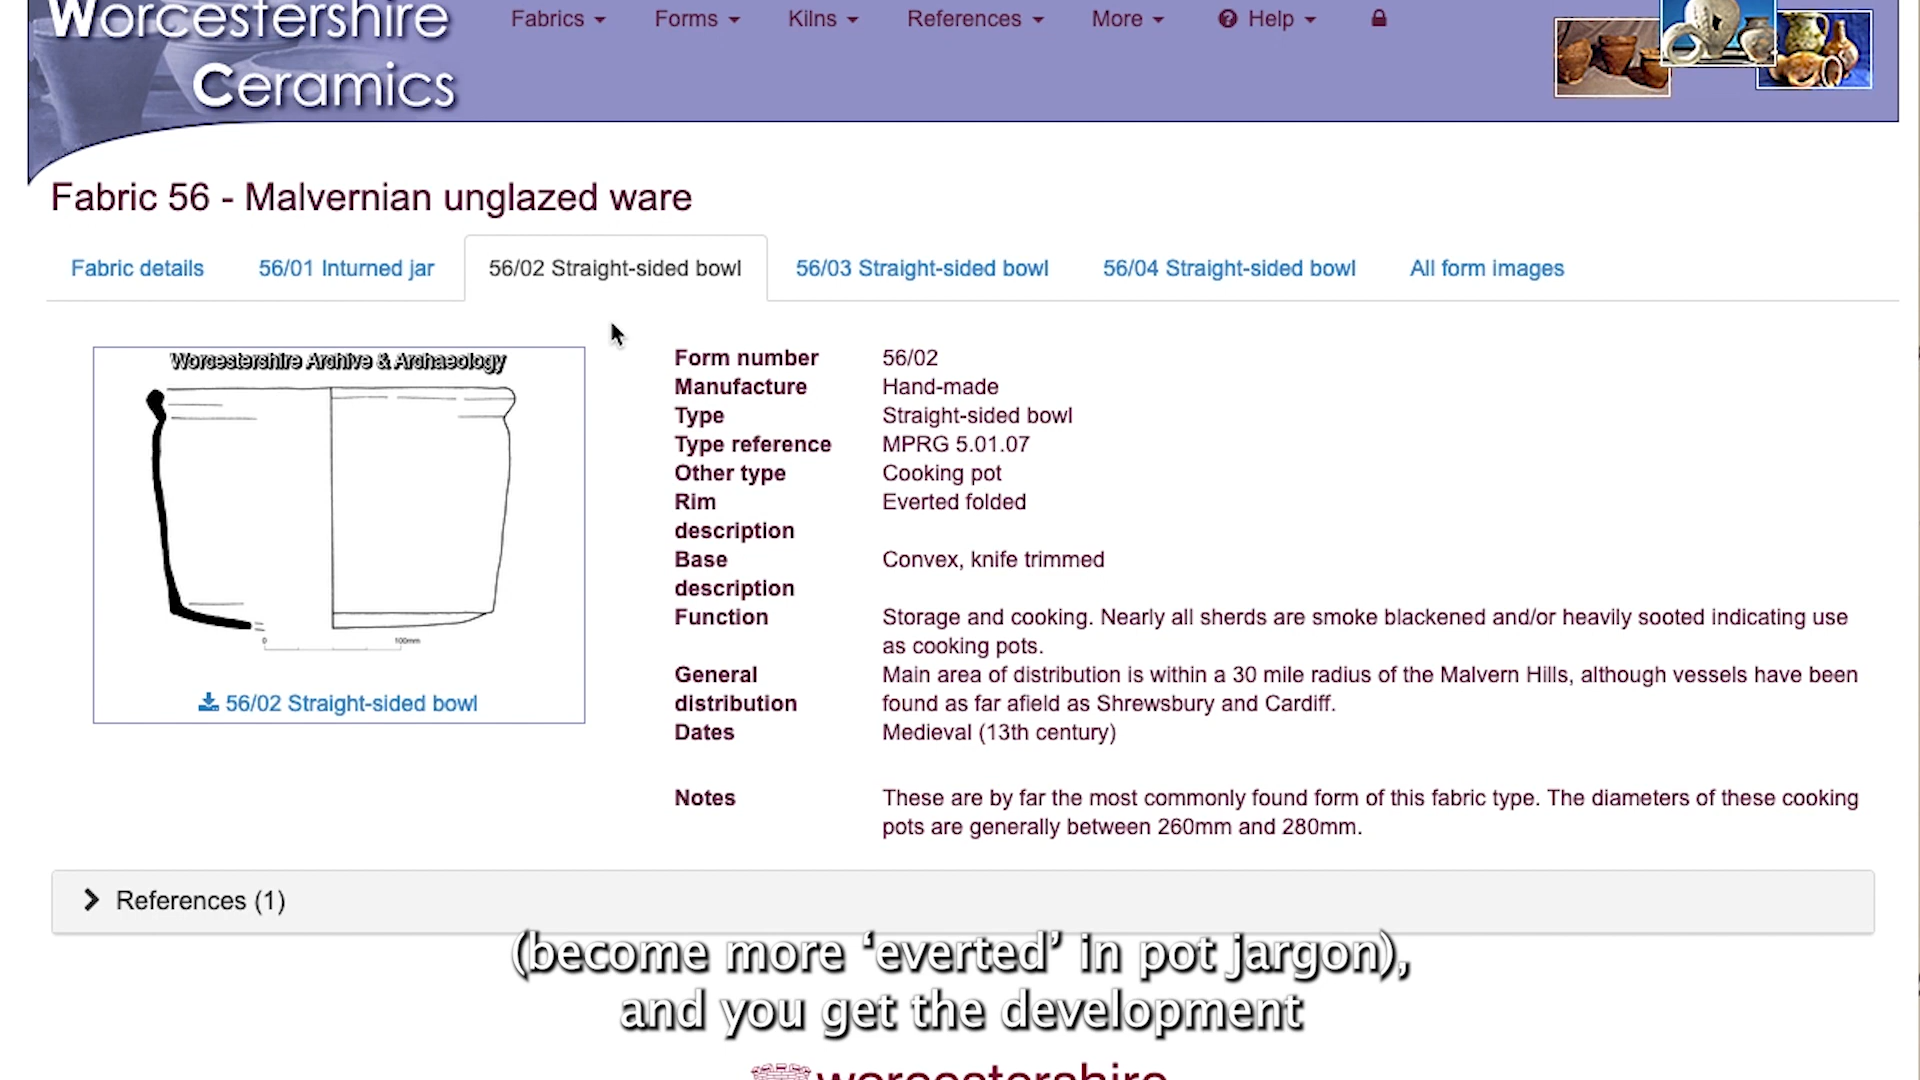 Worcestershire
Ceramics
Fabrics Forms Kilns References More Help
Fabric 56 - Malvernian unglazed ware
Fabric details 56/01 Inturned jar 56/02 Straight-sided bowl 56/03 Straight-sided bowl 56/04 Straight-sided bowl All form images
Worcestershire Archive & Archaeology
0 100mm
56/02 Straight-sided bowl
Form number 56/02
Manufacture Hand-made
Type Straight-sided bowl
Type reference MPRG 5.01.07
Other type Cooking pot
Rim Everted folded
description
Base Convex, knife trimmed
description
Function Storage and cooking. Nearly all sherds are smoke blackened and/or heavily sooted indicating use
as cooking pots.
General Main area of distribution is within a 30 mile radius of the Malvern Hills, although vessels have been
distribution found as far afield as Shrewsbury and Cardiff.
Dates Medieval (13th century)
Notes These are by far the most commonly found form of this fabric type. The diameters of these cooking
pots are generally between 260mm and 280mm.
References (1)
(become more ‘everted’ in pot jargon),
and you get the development
worcestershire